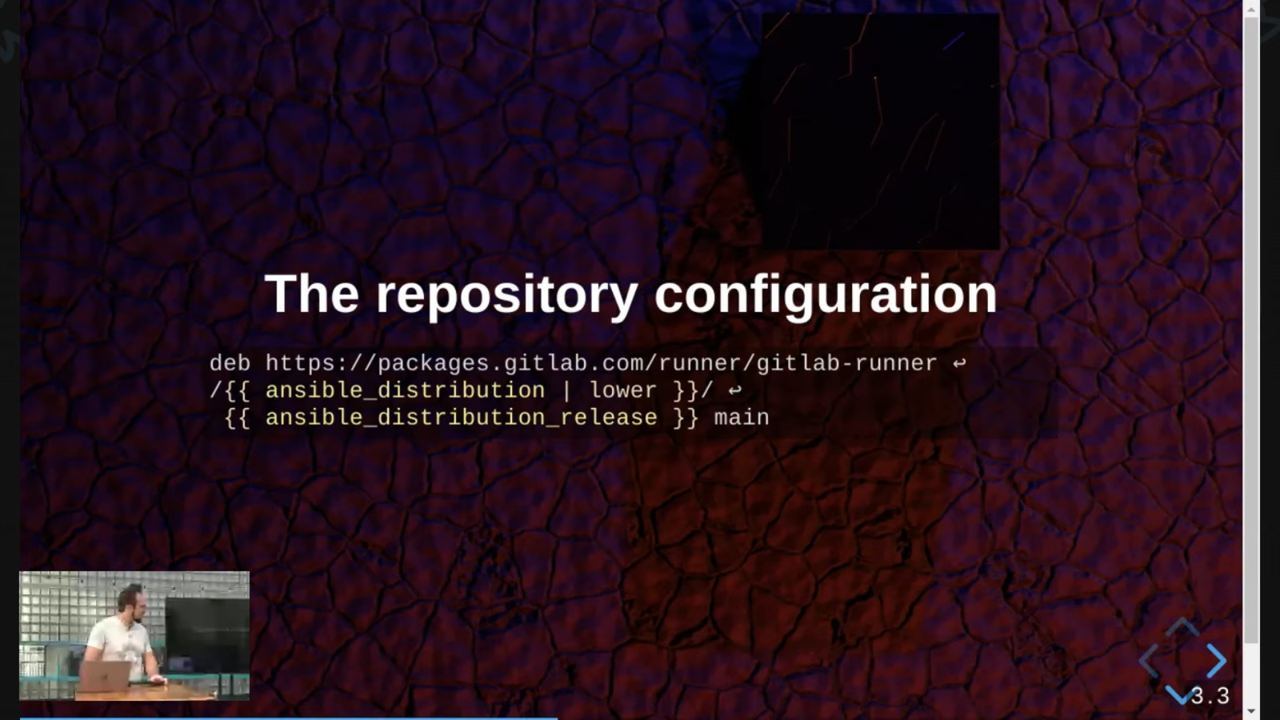 The repository configuration
deb https://packages.gitlab.com/runner/gitlab-runner ↩
/{{ ansible_distribution | lower }}/ ↩
{{ ansible_distribution_release }} main
3.3